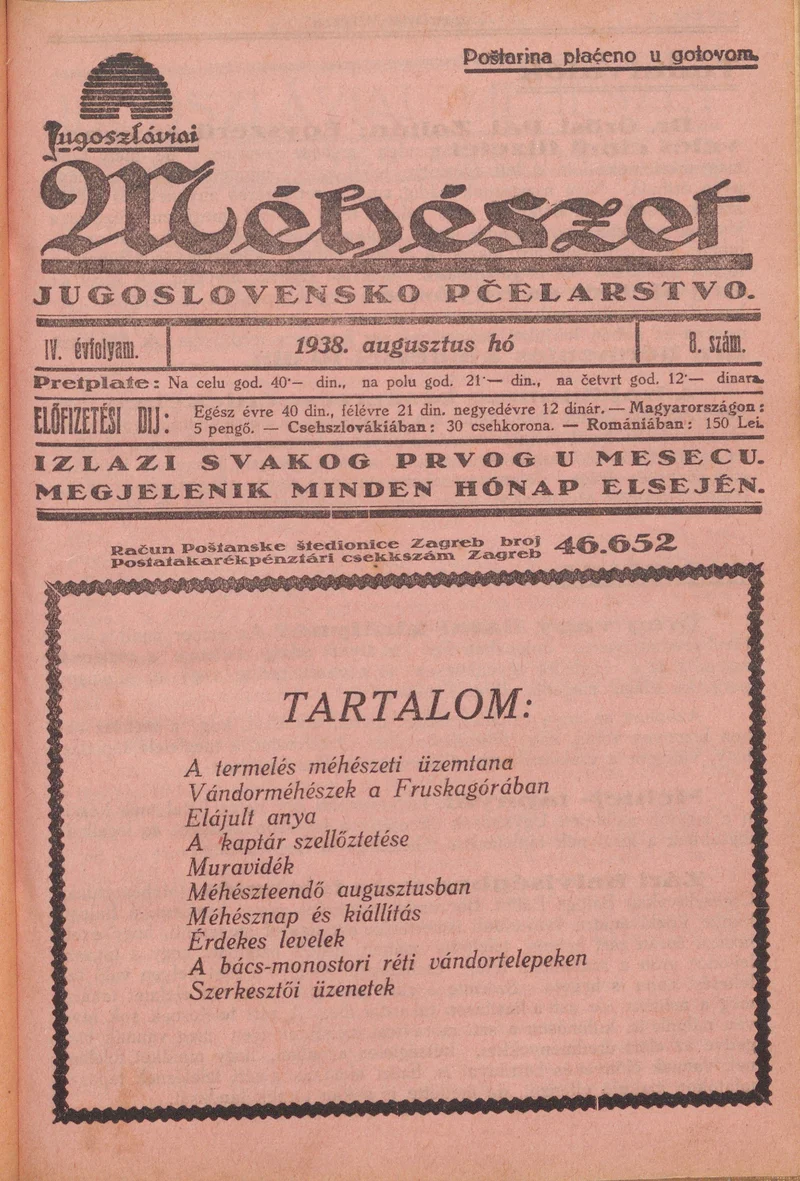 Poštarina plaćeno u gotovom.
Jugoszláviai
Méhészet
JUGOSLOVENSKO PČELARSTVO.
IV. évfolyam.
1938. augusztus hó
8. szám.
Pretplate: Na celu god. 40·— din., na polu god. 21·— din., na četvrt god. 12·— dinara.
ELŐFIZETÉSI DIJ:
Egész évre 40 din., félévre 21 din. negyedévre 12 dinár. — Magyarországon:
5 pengő. — Csehszlovákiában: 30 csehkorona. — Romániában: 150 Lei.
IZLAZI SVAKOG PRVOG U MESECU.
MEGJELENIK MINDEN HÓNAP ELSEJÉN.
Račun Poštanske štedionice Zagreb broj 46.652
Postatakarékpénztári csekkszám Zagreb
TARTALOM:
A termelés méhészeti üzemtana
Vándorméhészek a Fruskagórában
Elájult anya
A kaptár szellőztetése
Muravidék
Méhészteendő augusztusban
Méhésznap és kiállítás
Érdekes levelek
A bács-monostori réti vándortelepeken
Szerkesztői üzenetek